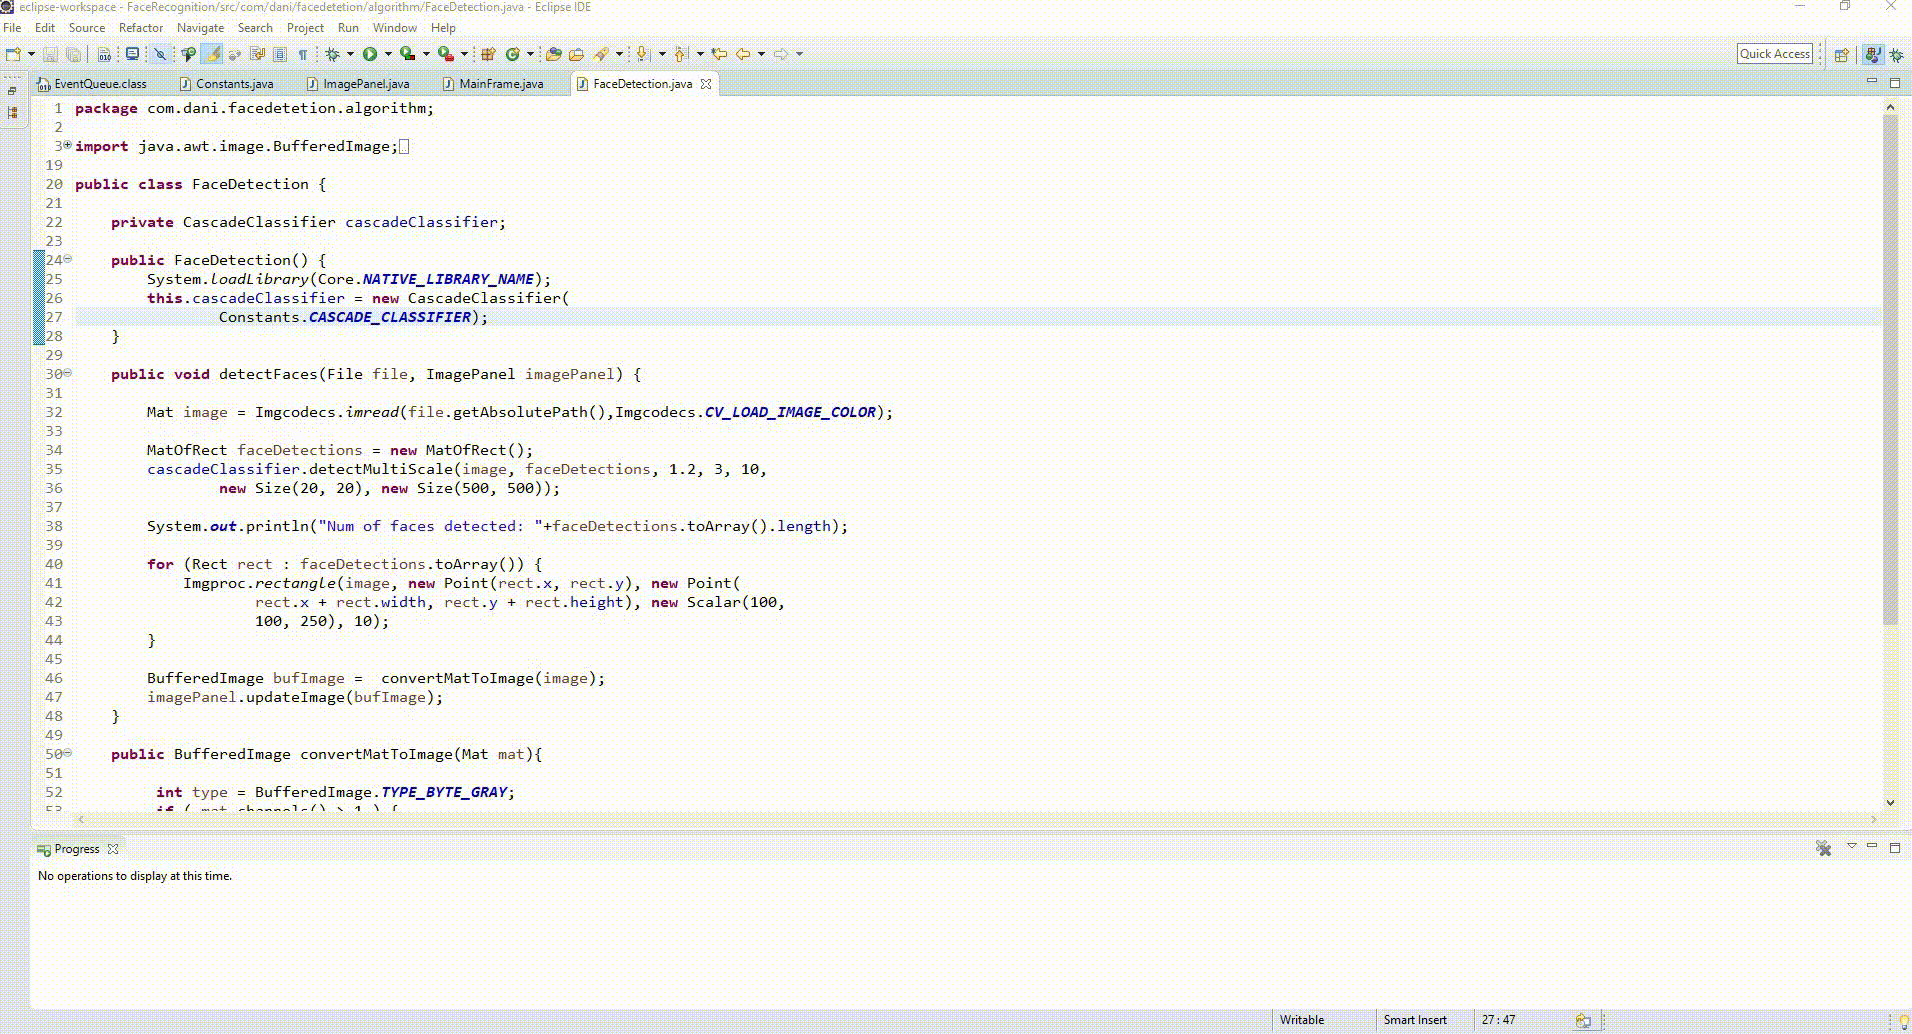 eclipse-workspace - FaceRecognition/src/com/dani/facedetetion/algorithm/FaceDetection.java - Eclipse IDE
File Edit Source Refactor Navigate Search Project Run Window Help
Quick Access
EventQueue.class Constants.java ImagePanel.java MainFrame.java FaceDetection.java
1 package com.dani.facedetetion.algorithm;
2
3 import java.awt.image.BufferedImage;
19
20 public class FaceDetection {
21
22 private CascadeClassifier cascadeClassifier;
23
24 public FaceDetection() {
25 System.loadLibrary(Core.NATIVE_LIBRARY_NAME);
26 this.cascadeClassifier = new CascadeClassifier(
27 Constants.CASCADE_CLASSIFIER);
28 }
29
30 public void detectFaces(File file, ImagePanel imagePanel) {
31
32 Mat image = Imgcodecs.imread(file.getAbsolutePath(),Imgcodecs.CV_LOAD_IMAGE_COLOR);
33
34 MatOfRect faceDetections = new MatOfRect();
35 cascadeClassifier.detectMultiScale(image, faceDetections, 1.2, 3, 10,
36 new Size(20, 20), new Size(500, 500));
37
38 System.out.println("Num of faces detected: "+faceDetections.toArray().length);
39
40 for (Rect rect : faceDetections.toArray()) {
41 Imgproc.rectangle(image, new Point(rect.x, rect.y), new Point(
42 rect.x + rect.width, rect.y + rect.height), new Scalar(100,
43 100, 250), 10);
44 }
45
46 BufferedImage bufImage = convertMatToImage(image);
47 imagePanel.updateImage(bufImage);
48 }
49
50 public BufferedImage convertMatToImage(Mat mat){
51
52 int type = BufferedImage.TYPE_BYTE_GRAY;
53 if ( mat.channels() > 1 ) {
Progress
No operations to display at this time.
Writable Smart Insert 27 : 47